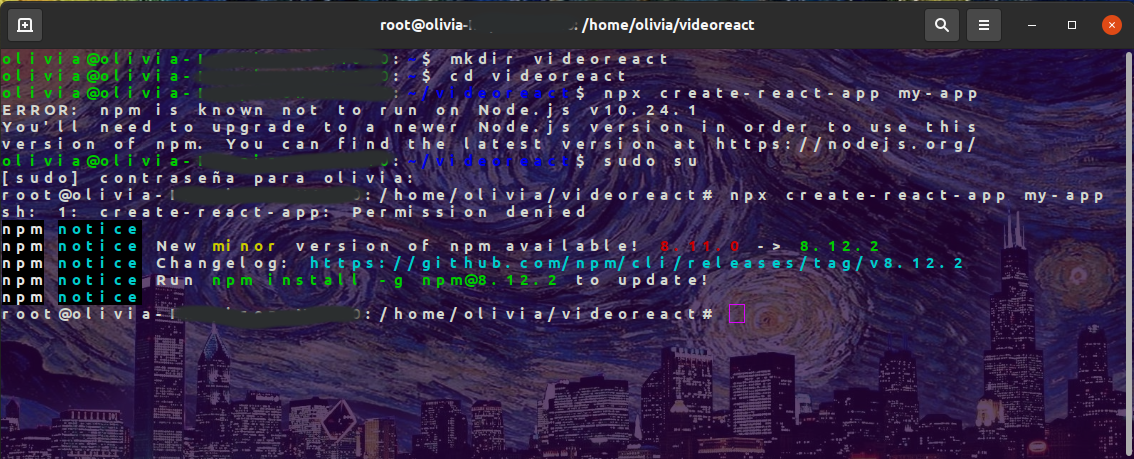 root@olivia- : /home/olivia/videoreact
olivia@olivia- :~$ mkdir videoreact
olivia@olivia- :~$ cd videoreact
olivia@olivia- :~/videoreact$ npx create-react-app my-app
ERROR: npm is known not to run on Node.js v10.24.1
You'll need to upgrade to a newer Node.js version in order to use this
version of npm. You can find the latest version at https://nodejs.org/
olivia@olivia- :~/videoreact$ sudo su
[sudo] contraseña para olivia:
root@olivia- :/home/olivia/videoreact# npx create-react-app my-app
sh: 1: create-react-app: Permission denied
npm notice
npm notice New minor version of npm available! 8.11.0 -> 8.12.2
npm notice Changelog: https://github.com/npm/cli/releases/tag/v8.12.2
npm notice Run npm install -g npm@8.12.2 to update!
npm notice
root@olivia- :/home/olivia/videoreact#